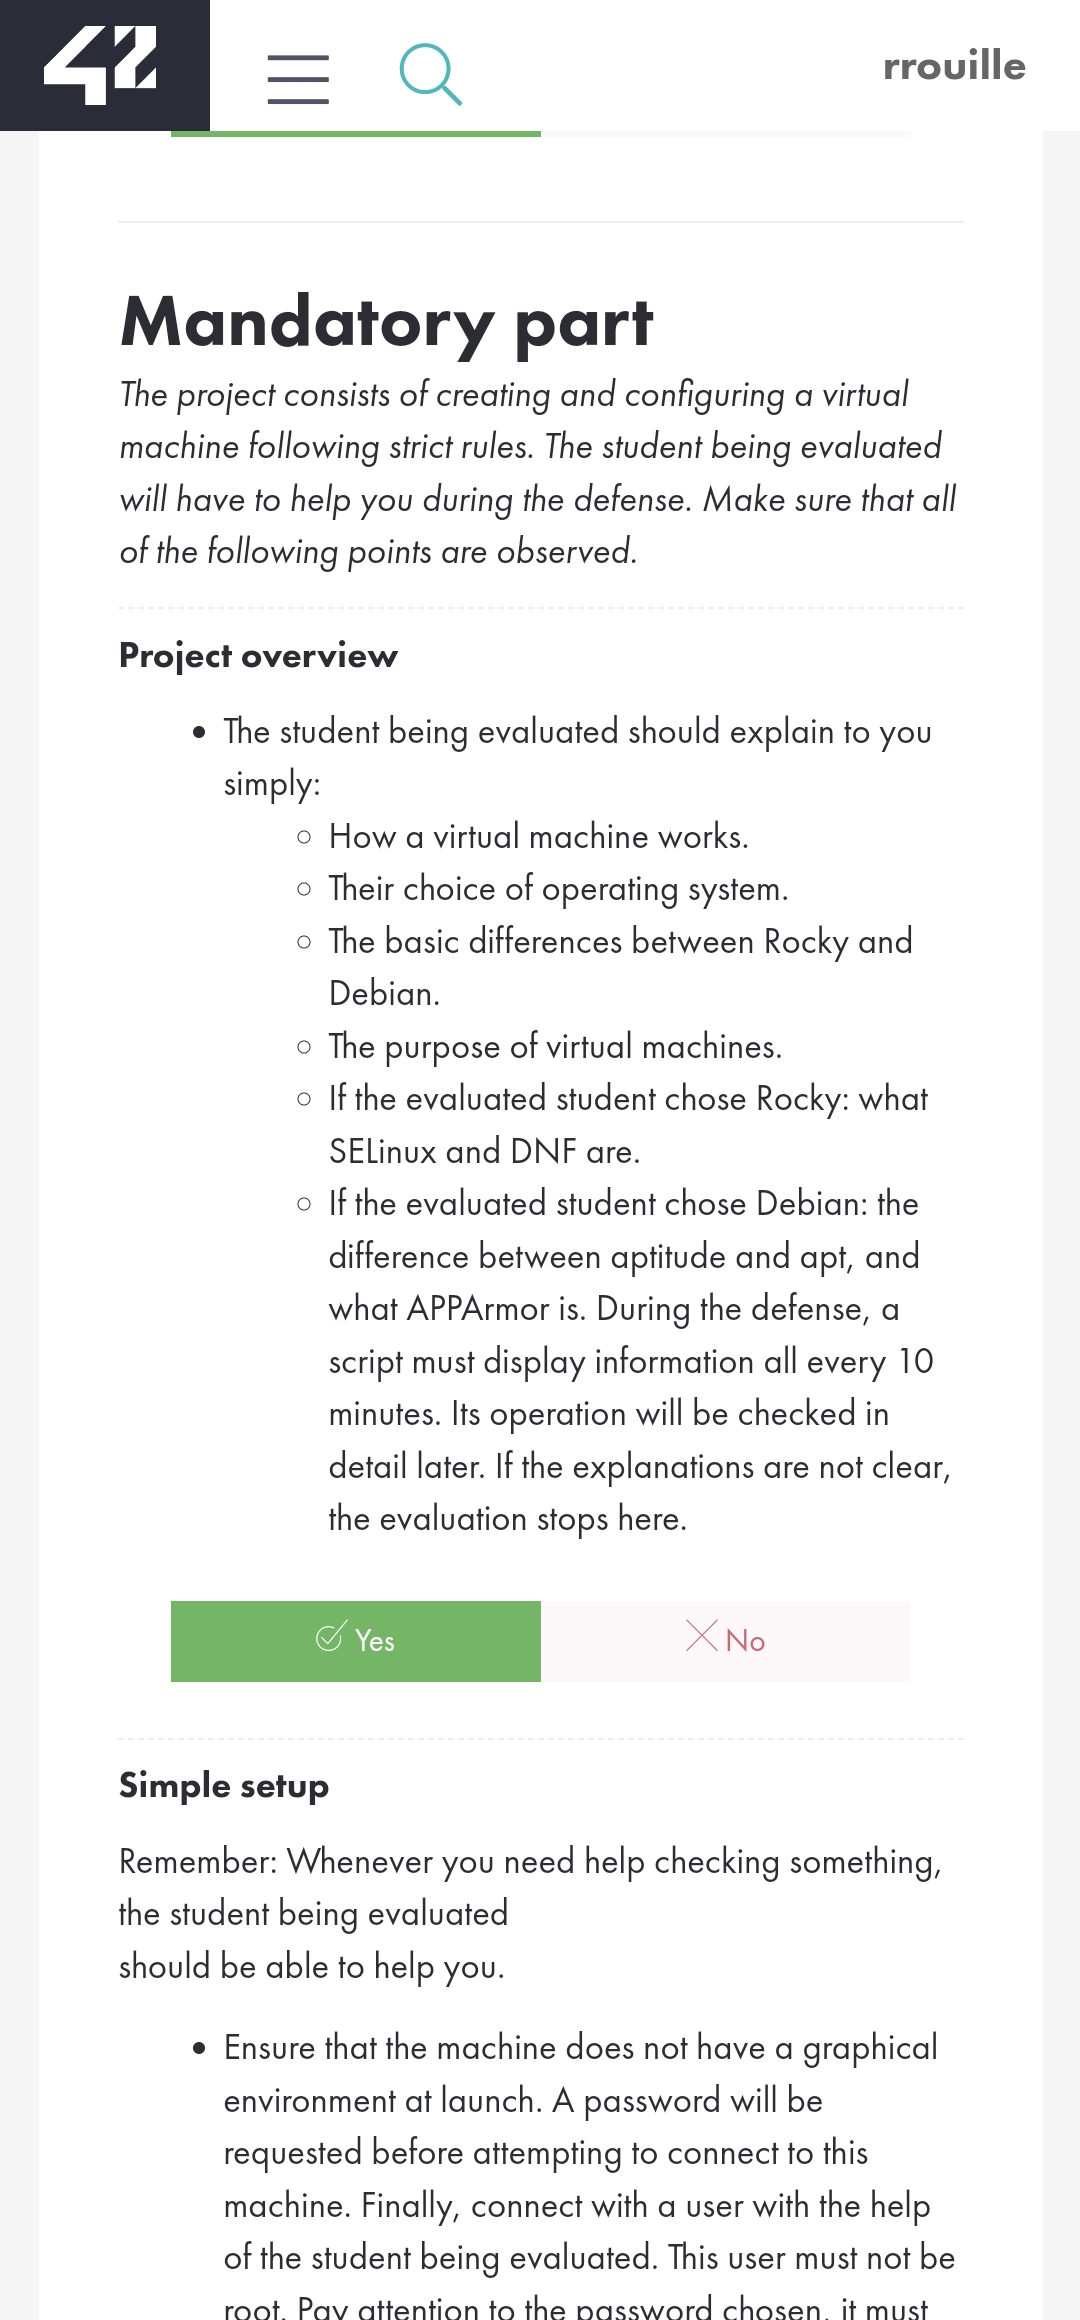 42
rrouille
Mandatory part
The project consists of creating and configuring a virtual
machine following strict rules. The student being evaluated
will have to help you during the defense. Make sure that all
of the following points are observed.
Project overview
• The student being evaluated should explain to you
simply:
○ How a virtual machine works.
○ Their choice of operating system.
○ The basic differences between Rocky and
Debian.
○ The purpose of virtual machines.
○ If the evaluated student chose Rocky: what
SELinux and DNF are.
○ If the evaluated student chose Debian: the
difference between aptitude and apt, and
what APPArmor is. During the defense, a
script must display information all every 10
minutes. Its operation will be checked in
detail later. If the explanations are not clear,
the evaluation stops here.
Yes
No
Simple setup
Remember: Whenever you need help checking something,
the student being evaluated
should be able to help you.
• Ensure that the machine does not have a graphical
environment at launch. A password will be
requested before attempting to connect to this
machine. Finally, connect with a user with the help
of the student being evaluated. This user must not be
root. Pay attention to the password chosen, it must